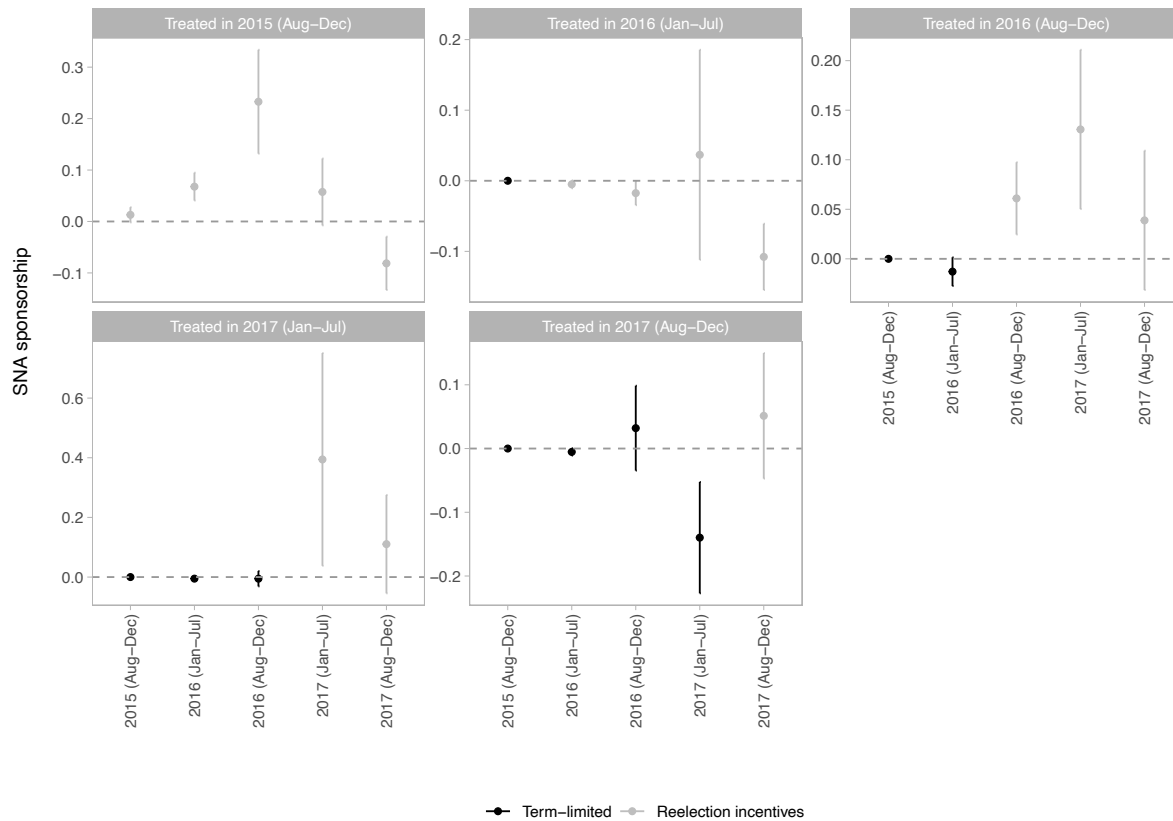 Treated in 2015 (Aug−Dec)
Treated in 2016 (Jan−Jul)
Treated in 2016 (Aug−Dec)
0.3
0.2
0.1
0.0
−0.1
0.2
0.1
0.0
−0.1
0.20
0.15
0.10
0.05
0.00
2015 (Aug−Dec)
2016 (Jan−Jul)
2016 (Aug−Dec)
2017 (Jan−Jul)
2017 (Aug−Dec)
SNA sponsorship
Treated in 2017 (Jan−Jul)
Treated in 2017 (Aug−Dec)
0.6
0.4
0.2
0.0
0.1
0.0
−0.1
−0.2
2015 (Aug−Dec)
2016 (Jan−Jul)
2016 (Aug−Dec)
2017 (Jan−Jul)
2017 (Aug−Dec)
2015 (Aug−Dec)
2016 (Jan−Jul)
2016 (Aug−Dec)
2017 (Jan−Jul)
2017 (Aug−Dec)
Term−limited
Reelection incentives